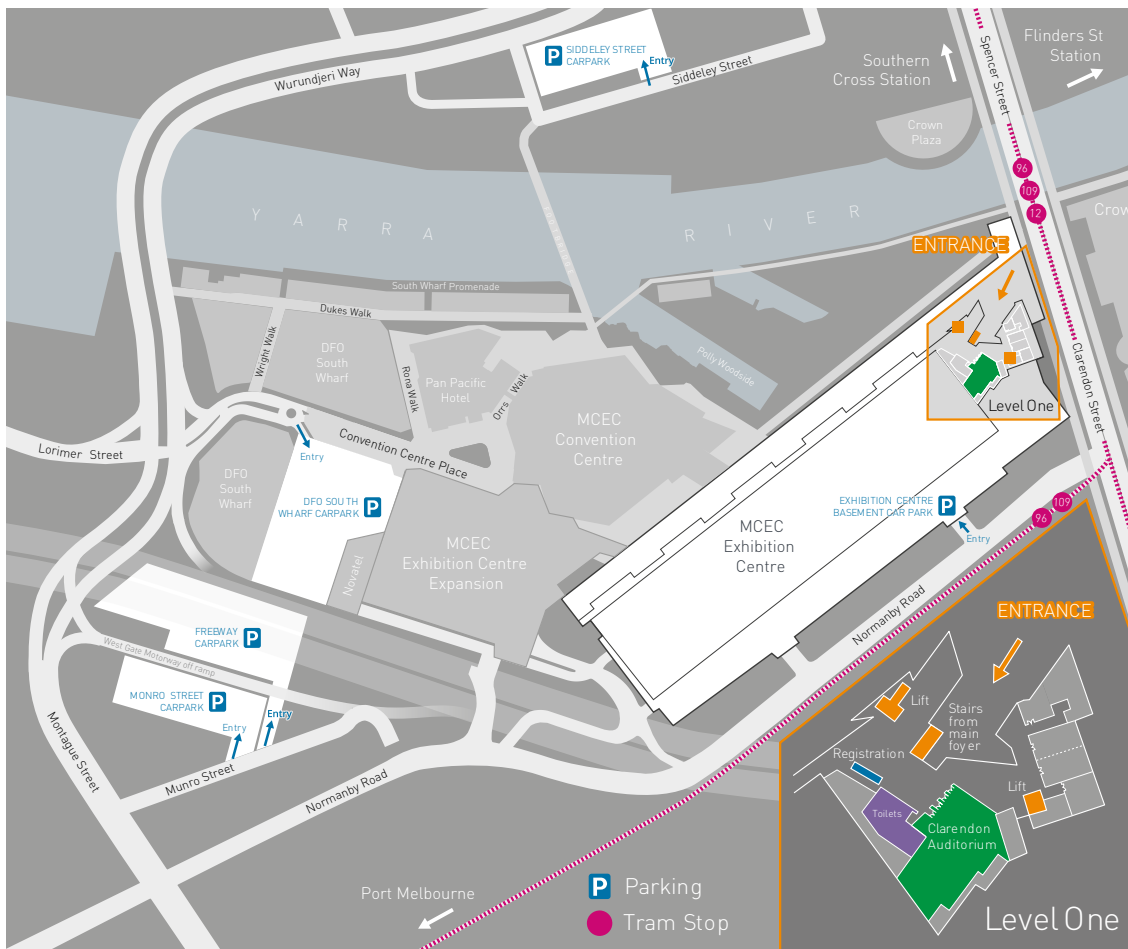 SIDDELEY STREET
CARPARK
P
Entry
Siddeley Street
Wurundjeri Way
Southern
Cross Station
Flinders St
Station
Spencer Street
Crown
Plaza
96
109
12
YARRA
RIVER
Crow
ENTRANCE
South Wharf Promenade
Dukes Walk
Wright Walk
DFO
South
Wharf
Rona Walk
Pan Pacific
Hotel
Orrs Walk
Polly Woodside
Clarendon Street
Level One
MCEC
Convention
Centre
Convention Centre Place
Lorimer Street
Entry
DFO
South
Wharf
DFO SOUTH
WHARF CARPARK
P
EXHIBITION CENTRE
BASEMENT CAR PARK
P
Entry
109
96
MCEC
Exhibition
Centre
MCEC
Exhibition Centre
Expansion
Novatel
Normanby Road
FREEWAY
CARPARK
P
West Gate Motorway off ramp
MONRO STREET
CARPARK
P
Entry
Entry
Montague Street
Munro Street
Normanby Road
ENTRANCE
Lift
Stairs
from
main
foyer
Registration
Lift
Toilets
Clarendon
Auditorium
Level One
Port Melbourne
P
Parking
Tram Stop